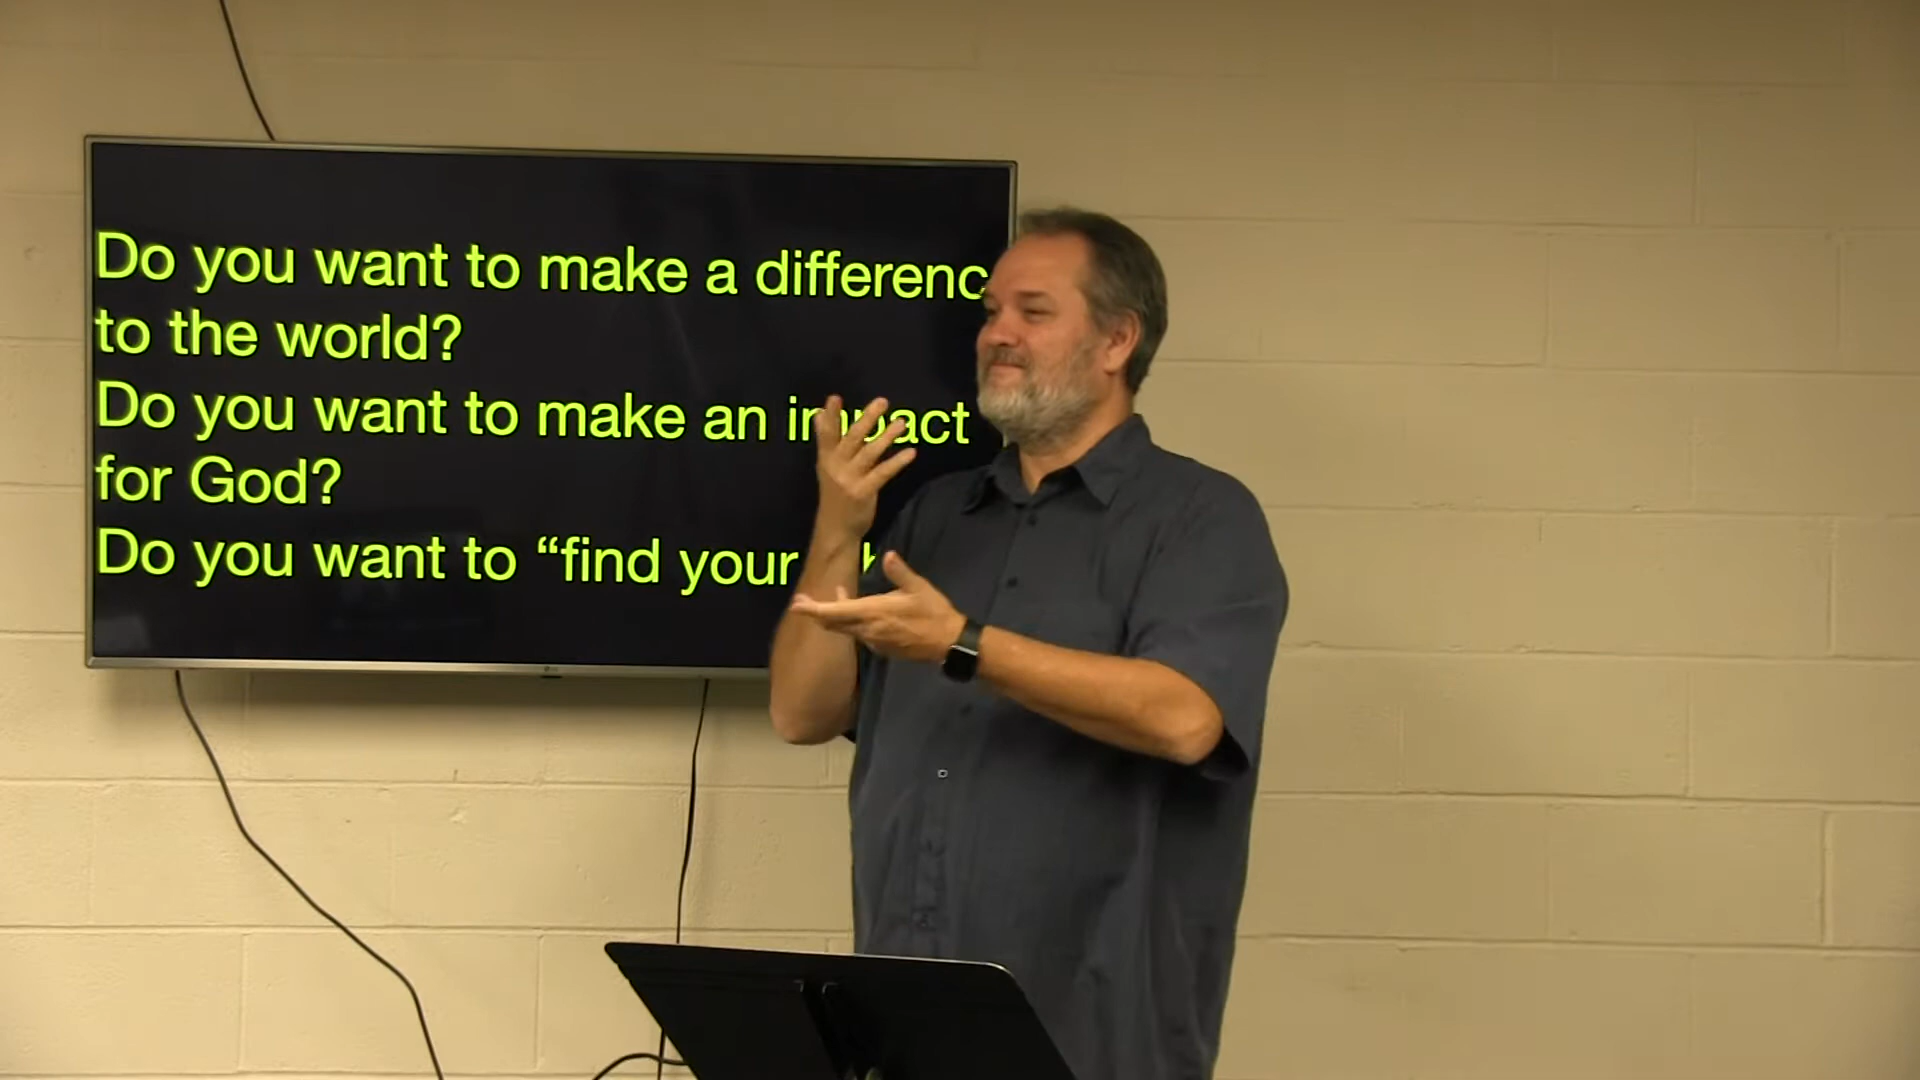 Do you want to make a differenc
to the world?
Do you want to make an impact
for God?
Do you want to “find your